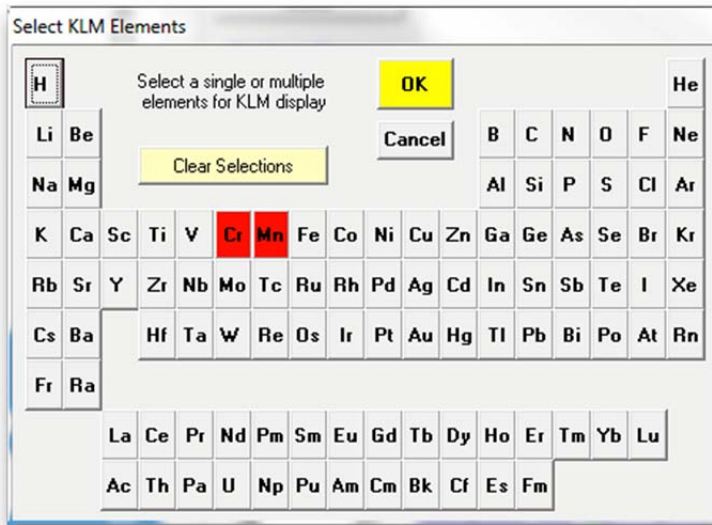 Select KLM Elements
H Select a single or multiple OK He
elements for KLM display
Li Be Cancel B C N O F Ne
Clear Selections
Na Mg Al Si P S Cl Ar
K Ca Sc Ti V Cr Mn Fe Co Ni Cu Zn Ga Ge As Se Br Kr
Rb Sr Y Zr Nb Mo Tc Ru Rh Pd Ag Cd In Sn Sb Te I Xe
Cs Ba Hf Ta W Re Os Ir Pt Au Hg Tl Pb Bi Po At Rn
Fr Ra
La Ce Pr Nd Pm Sm Eu Gd Tb Dy Ho Er Tm Yb Lu
Ac Th Pa U Np Pu Am Cm Bk Cf Es Fm